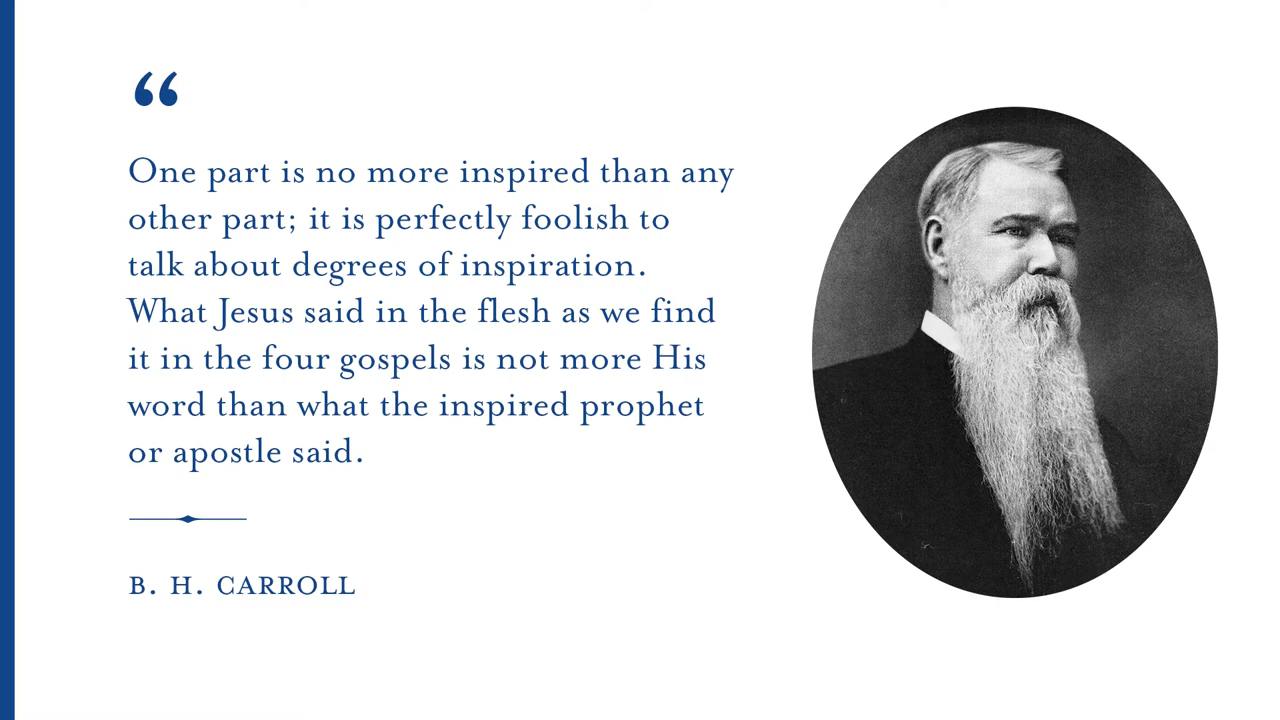 “
One part is no more inspired than any
other part; it is perfectly foolish to
talk about degrees of inspiration.
What Jesus said in the flesh as we find
it in the four gospels is not more His
word than what the inspired prophet
or apostle said.
B. H. CARROLL